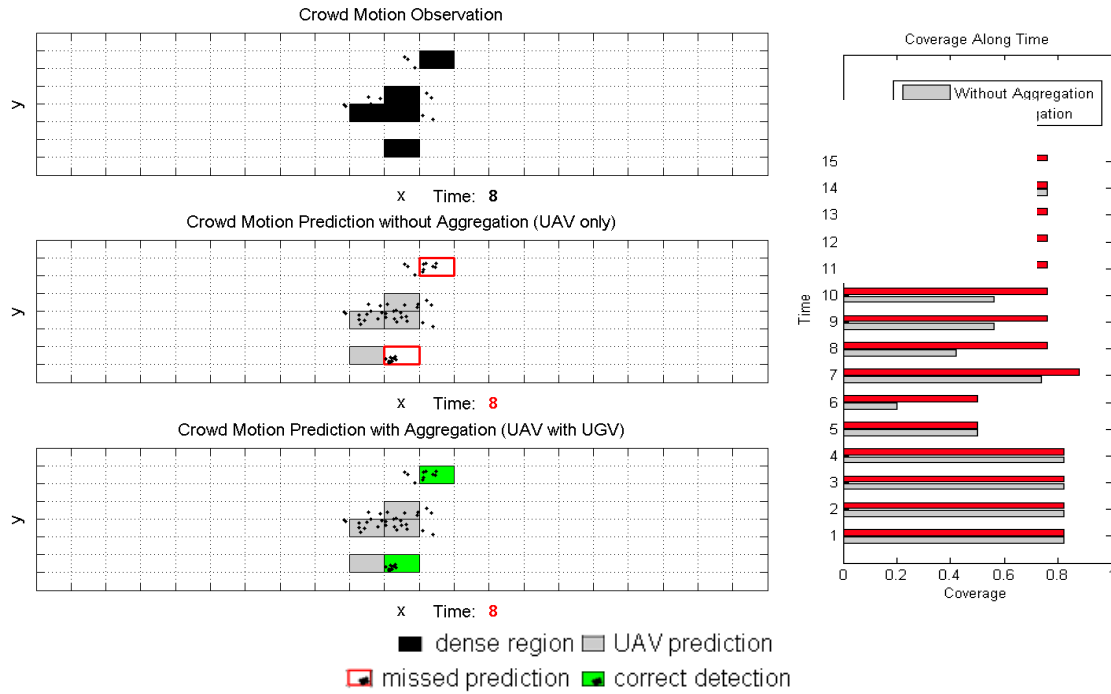 Crowd Motion Observation
y
x Time: 8
Crowd Motion Prediction without Aggregation (UAV only)
x Time: 8
Crowd Motion Prediction with Aggregation (UAV with UGV)
y
x Time: 8
dense region
UAV prediction
missed prediction
correct detection
Coverage Along Time
Without Aggregation
gation
15
14
13
12
11
10
9
8
7
6
5
4
3
2
1
Time
0 0.2 0.4 0.6 0.8 1
Coverage